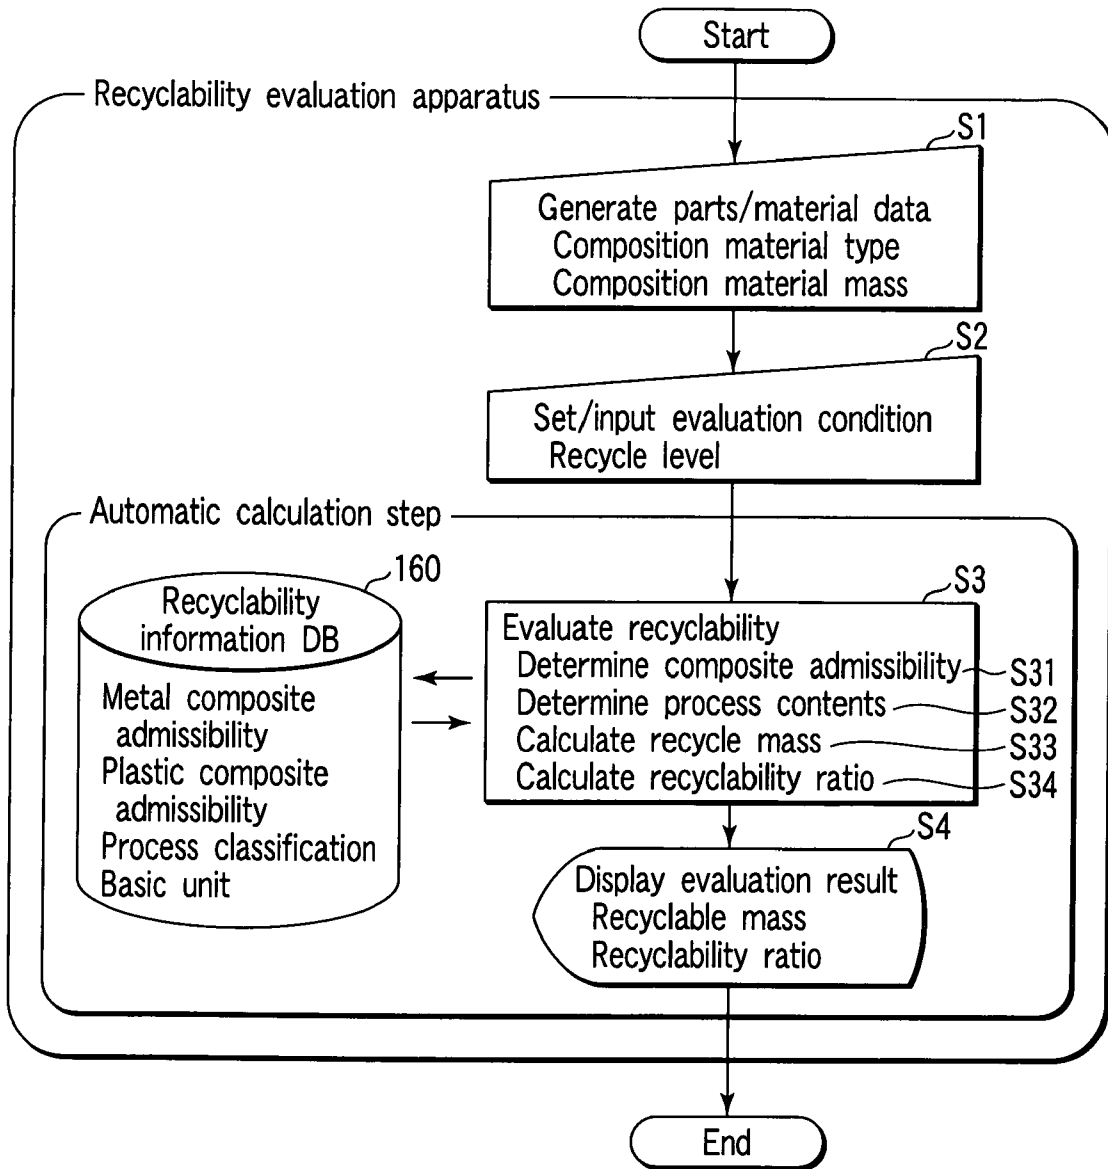 Start
Recyclability evaluation apparatus
S1
Generate parts/material data
Composition material type
Composition material mass
S2
Set/input evaluation condition
Recycle level
Automatic calculation step
160
Recyclability
information DB
Metal composite
admissibility
Plastic composite
admissibility
Process classification
Basic unit
S3
Evaluate recyclability
Determine composite admissibility S31
Determine process contents S32
Calculate recycle mass S33
Calculate recyclability ratio S34
S4
Display evaluation result
Recyclable mass
Recyclability ratio
End